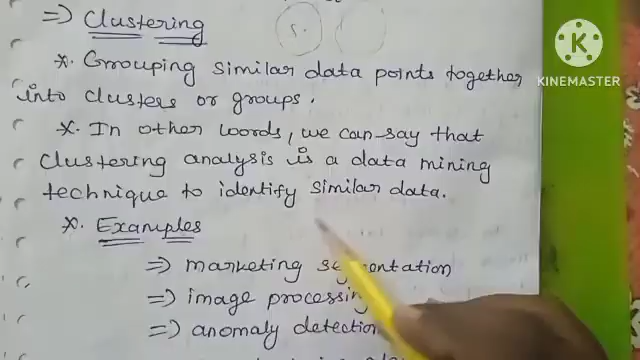 => Clustering
*. Grouping similar data points together
into clusters or groups.
*. In other words, we can say that
clustering analysis is a data mining
technique to identify similar data.
*. Examples
=> marketing
=> image processing
=> anomaly detection
K
KINEMASTER